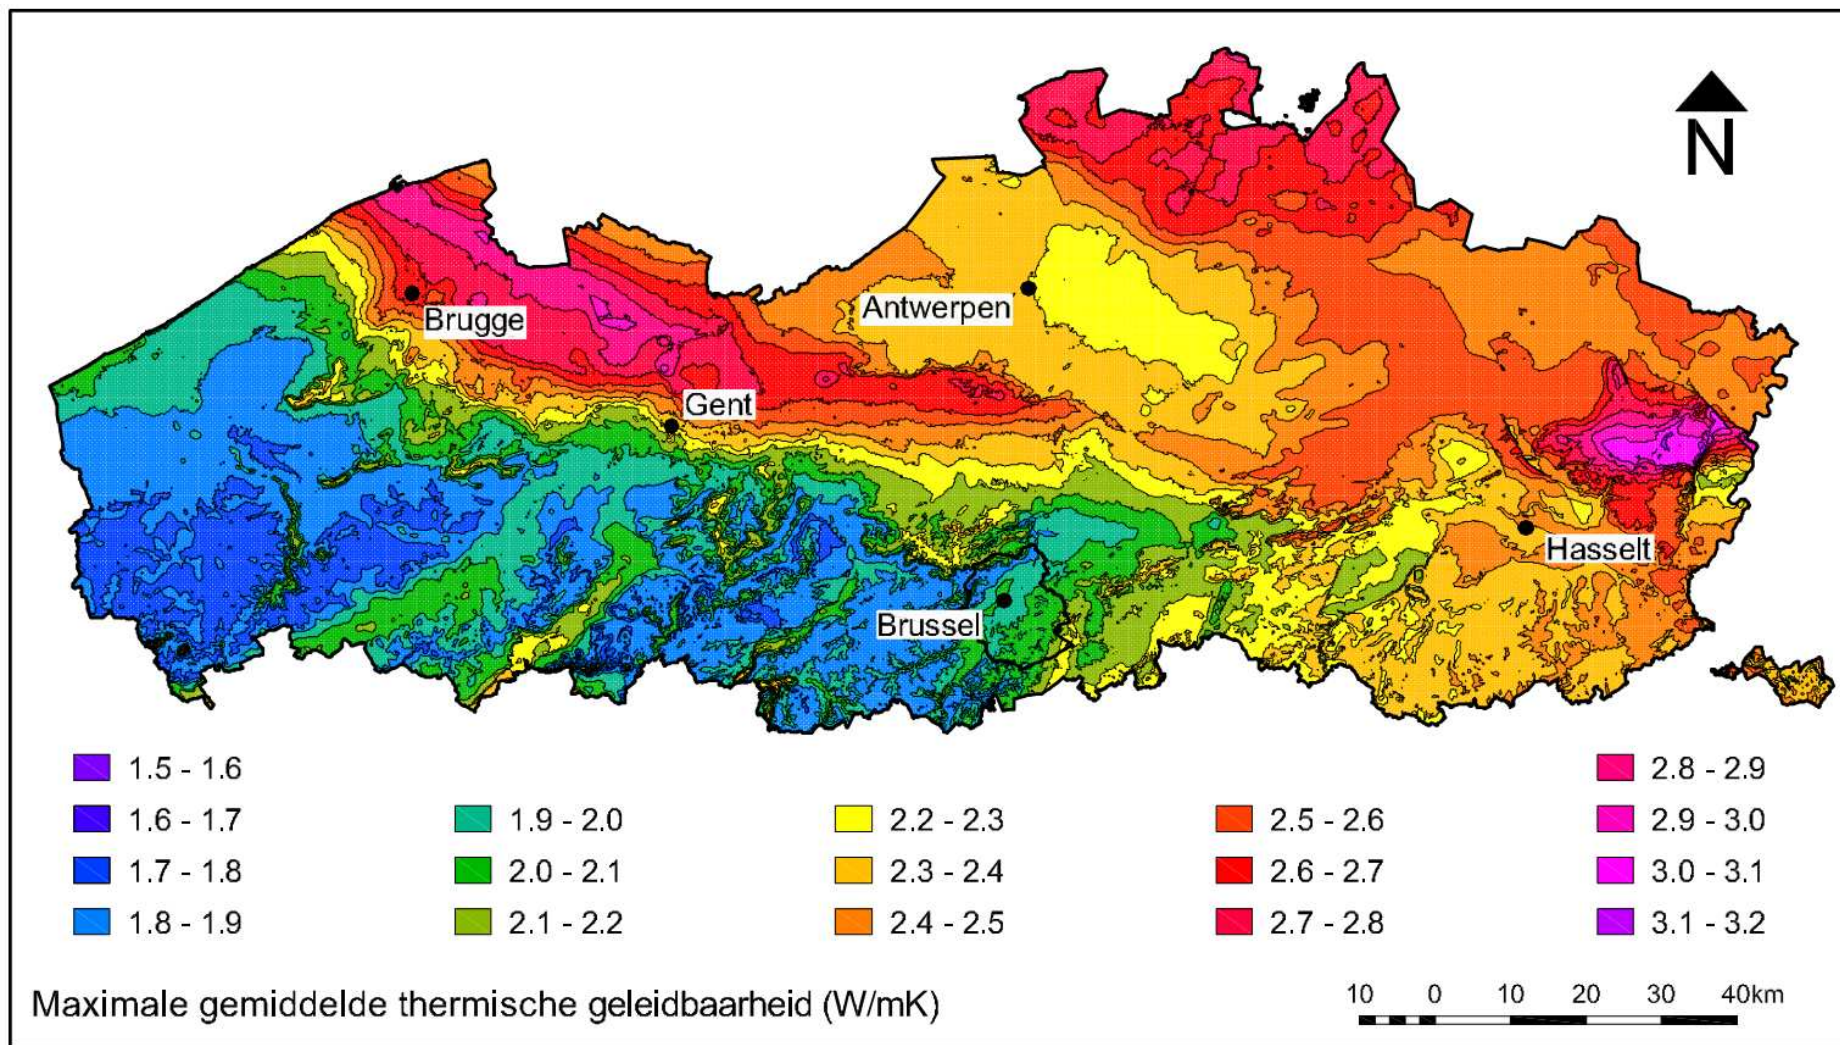 N
Brugge
Antwerpen
Gent
Hasselt
Brussel
1.5 - 1.6
1.6 - 1.7
1.7 - 1.8
1.8 - 1.9
1.9 - 2.0
2.0 - 2.1
2.1 - 2.2
2.2 - 2.3
2.3 - 2.4
2.4 - 2.5
2.5 - 2.6
2.6 - 2.7
2.7 - 2.8
2.8 - 2.9
2.9 - 3.0
3.0 - 3.1
3.1 - 3.2
Maximale gemiddelde thermische geleidbaarheid (W/mK)
10 0 10 20 30 40km